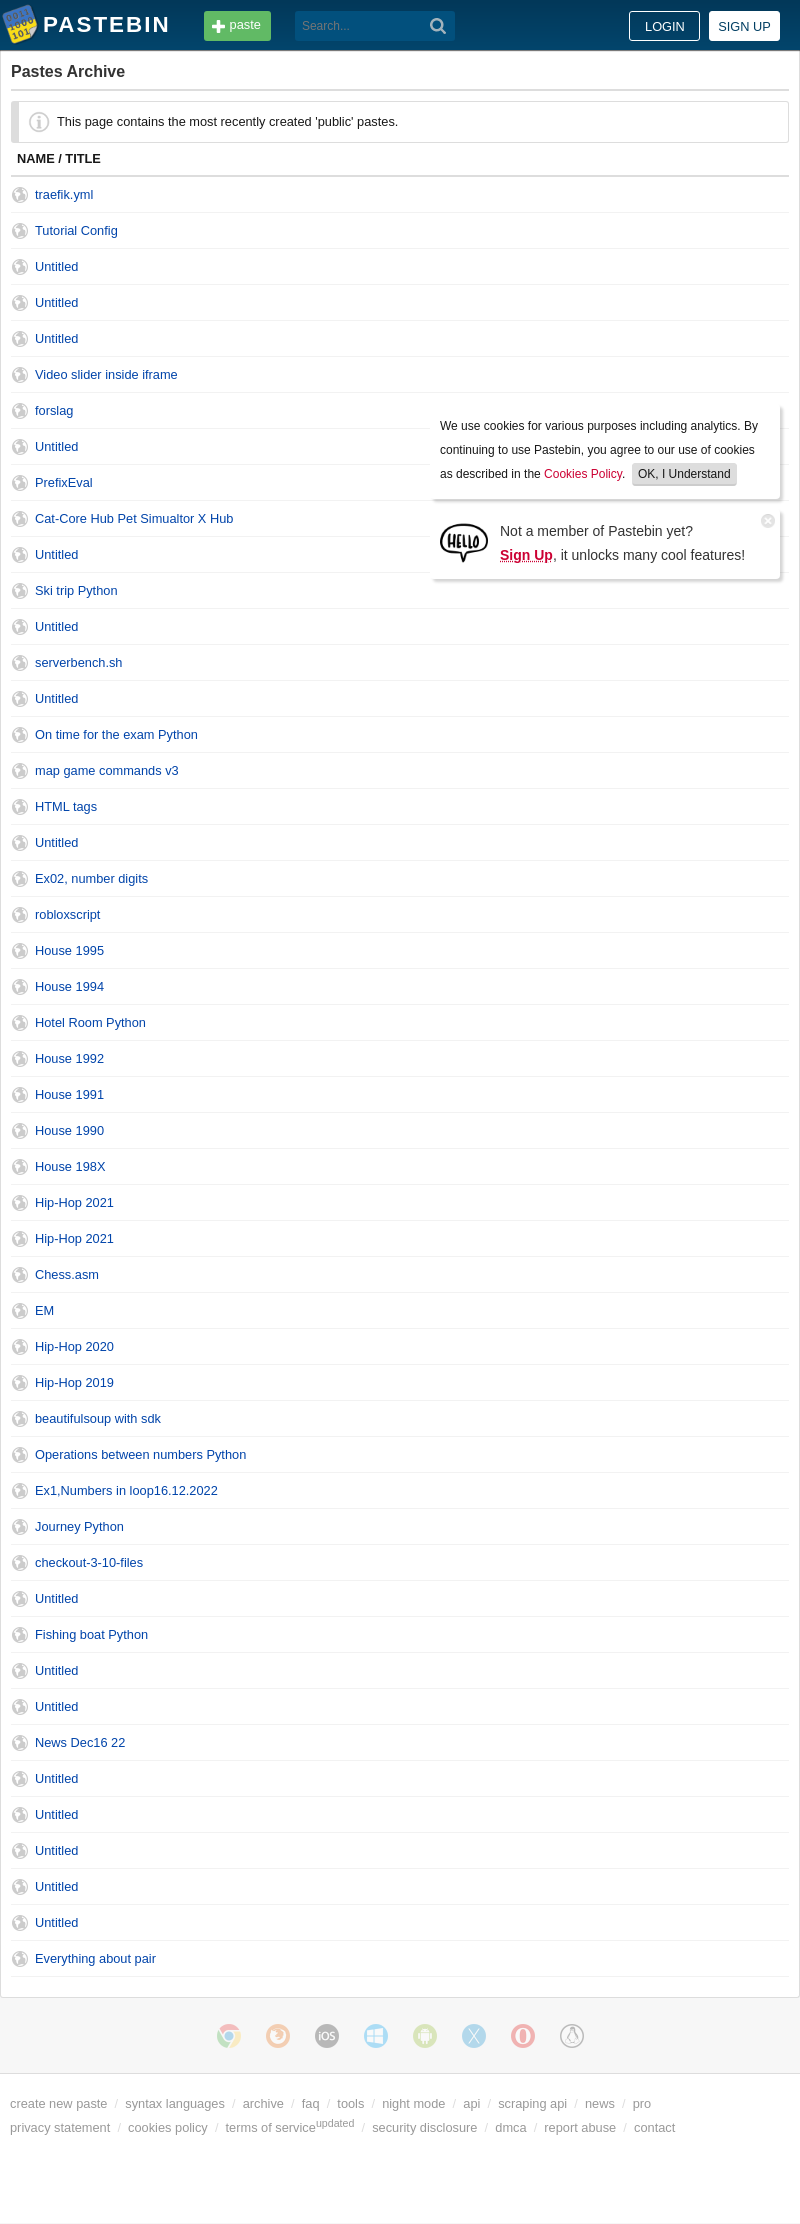 PASTEBIN paste Search... LOGIN SIGN UP
Pastes Archive
This page contains the most recently created 'public' pastes.
NAME / TITLE
traefik.yml
Tutorial Config
Untitled
Untitled
Untitled
Video slider inside iframe
forslag
Untitled
PrefixEval
Cat-Core Hub Pet Simualtor X Hub
Untitled
Ski trip Python
Untitled
serverbench.sh
Untitled
On time for the exam Python
map game commands v3
HTML tags
Untitled
Ex02, number digits
robloxscript
House 1995
House 1994
Hotel Room Python
House 1992
House 1991
House 1990
House 198X
Hip-Hop 2021
Hip-Hop 2021
Chess.asm
EM
Hip-Hop 2020
Hip-Hop 2019
beautifulsoup with sdk
Operations between numbers Python
Ex1,Numbers in loop16.12.2022
Journey Python
checkout-3-10-files
Untitled
Fishing boat Python
Untitled
Untitled
News Dec16 22
Untitled
Untitled
Untitled
Untitled
Untitled
Everything about pair
We use cookies for various purposes including analytics. By
continuing to use Pastebin, you agree to our use of cookies
as described in the Cookies Policy. OK, I Understand
HELLO
Not a member of Pastebin yet?
Sign Up, it unlocks many cool features!
iOS
create new paste / syntax languages / archive / faq / tools / night mode / api / scraping api / news / pro
privacy statement / cookies policy / terms of service updated / security disclosure / dmca / report abuse / contact